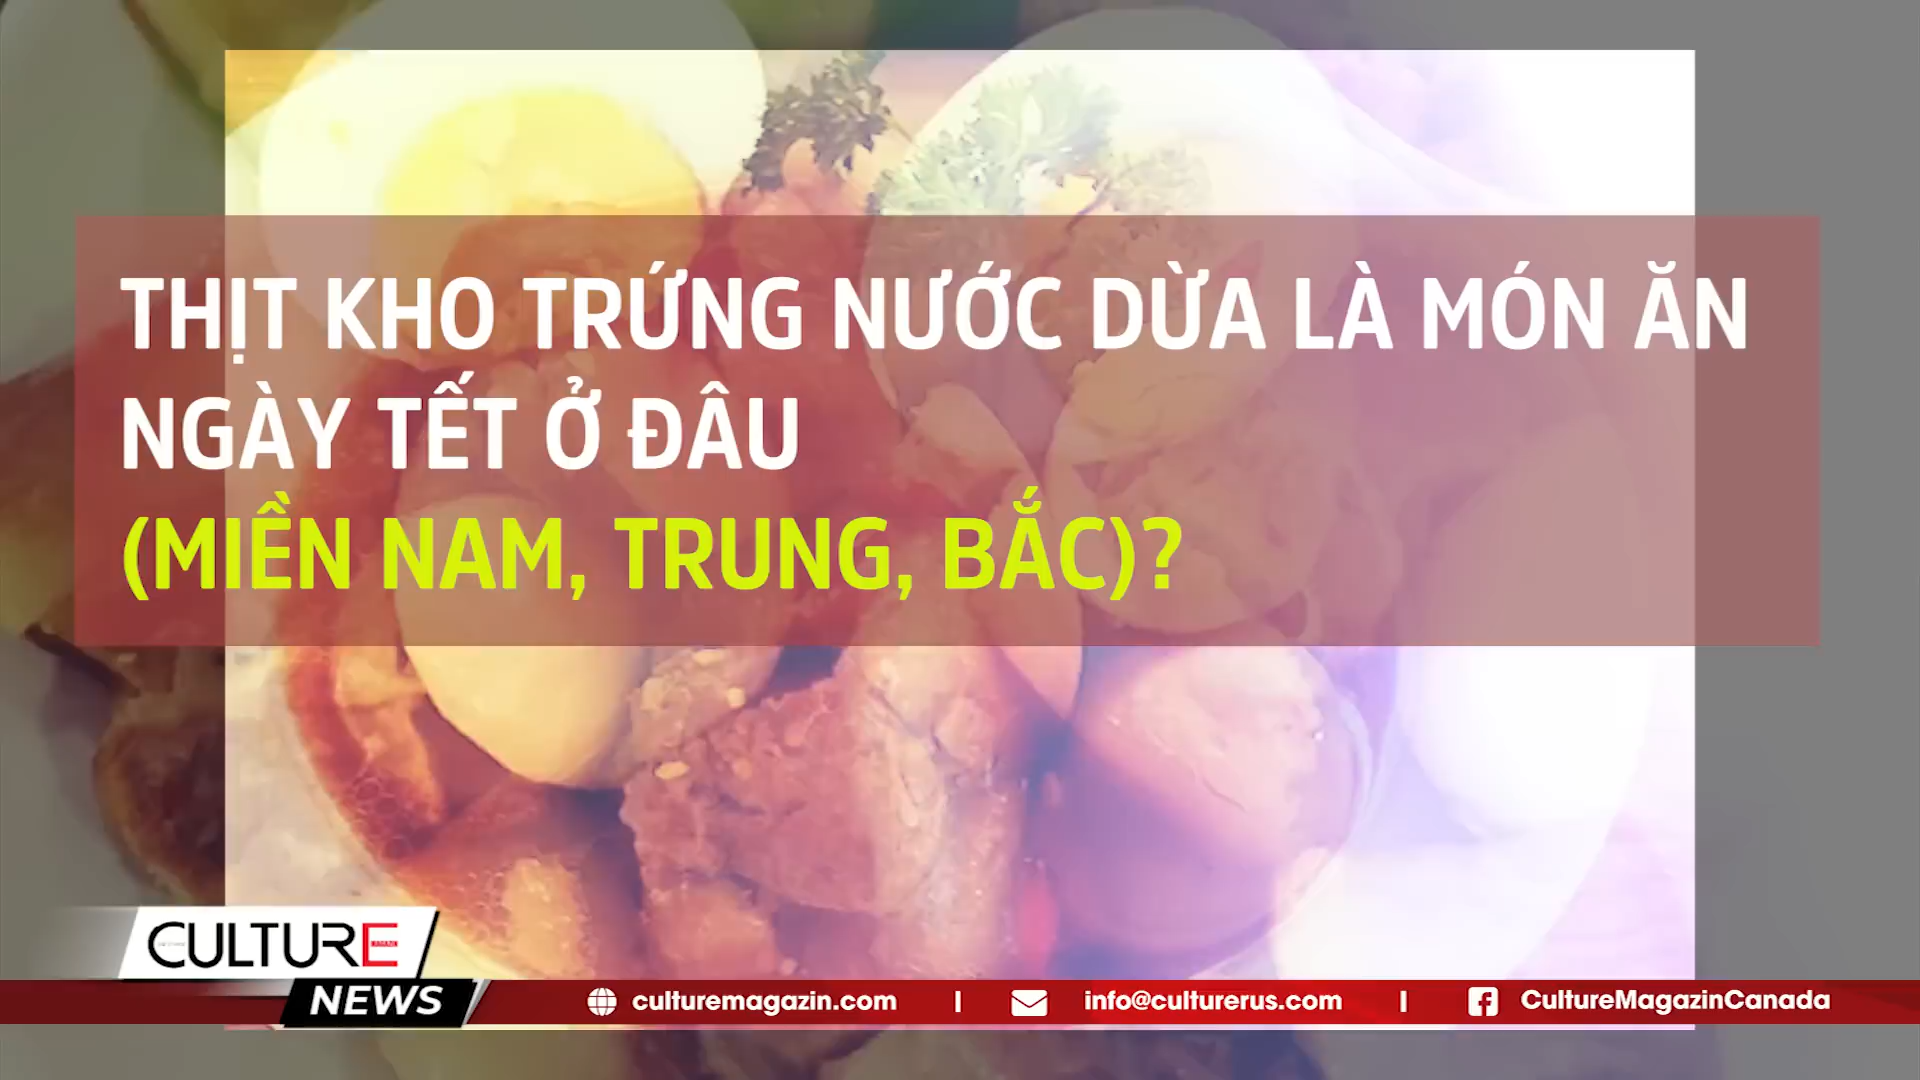 THỊT KHO TRỨNG NƯỚC DỪA LÀ MÓN ĂN
NGÀY TẾT Ở ĐÂU
(MIỀN NAM, TRUNG, BẮC)?
CULTURE
NEWS
culturemagazin.com | info@culturerus.com | CultureMagazinCanada